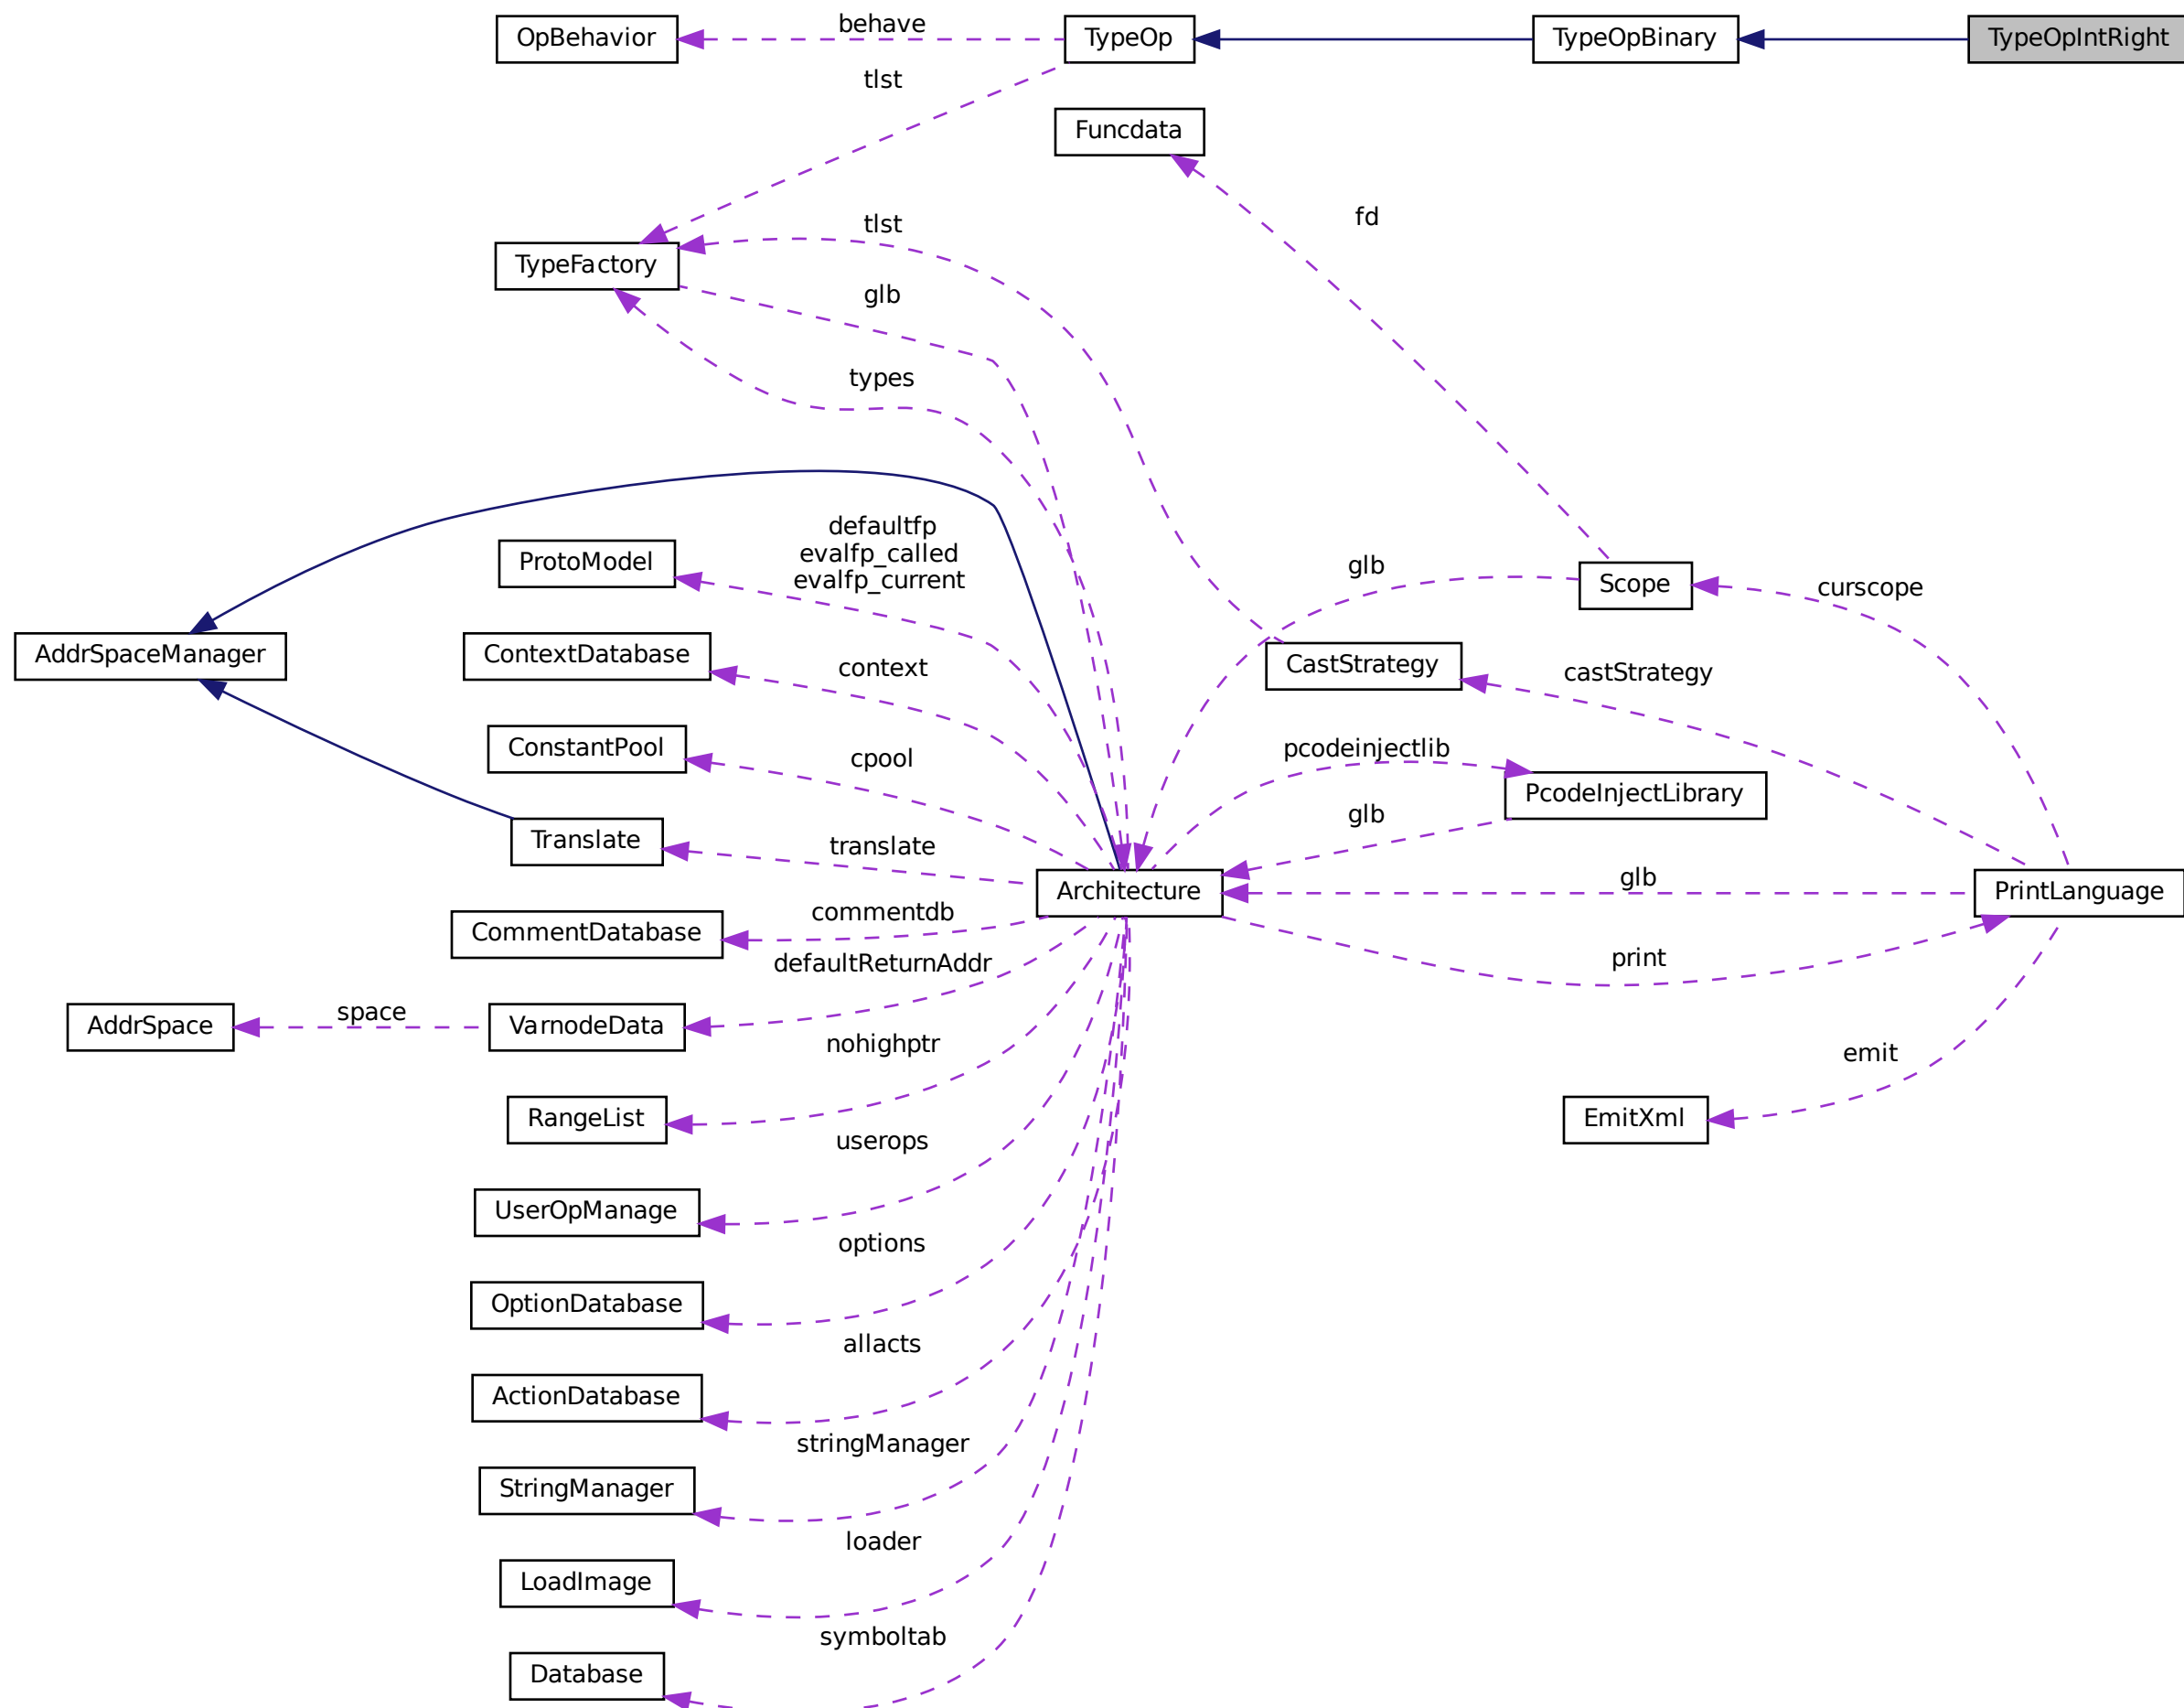 OpBehavior
behave
TypeOp
TypeOpBinary
TypeOpIntRight
tlst
Funcdata
fd
tlst
TypeFactory
glb
types
defaultfp
evalfp_called
evalfp_current
ProtoModel
glb
Scope
curscope
AddrSpaceManager
ContextDatabase
context
CastStrategy
castStrategy
ConstantPool
cpool
pcodeinjectlib
PcodeInjectLibrary
glb
Translate
translate
Architecture
glb
PrintLanguage
CommentDatabase
commentdb
defaultReturnAddr
print
AddrSpace
space
VarnodeData
nohighptr
emit
RangeList
EmitXml
userops
UserOpManage
options
OptionDatabase
allacts
ActionDatabase
stringManager
StringManager
loader
LoadImage
symboltab
Database